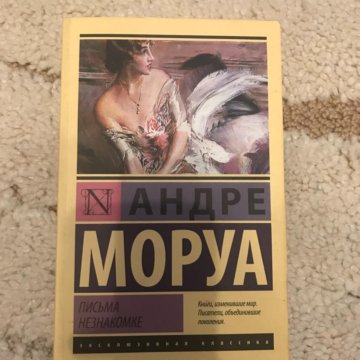 N АНДРЕ
МОРУА
ПИСЬМА
НЕЗНАКОМКЕ
Книги, изменившие мир.
Писатели, объединившие
поколения.
ЭКСКЛЮЗИВНАЯ КЛАССИКА